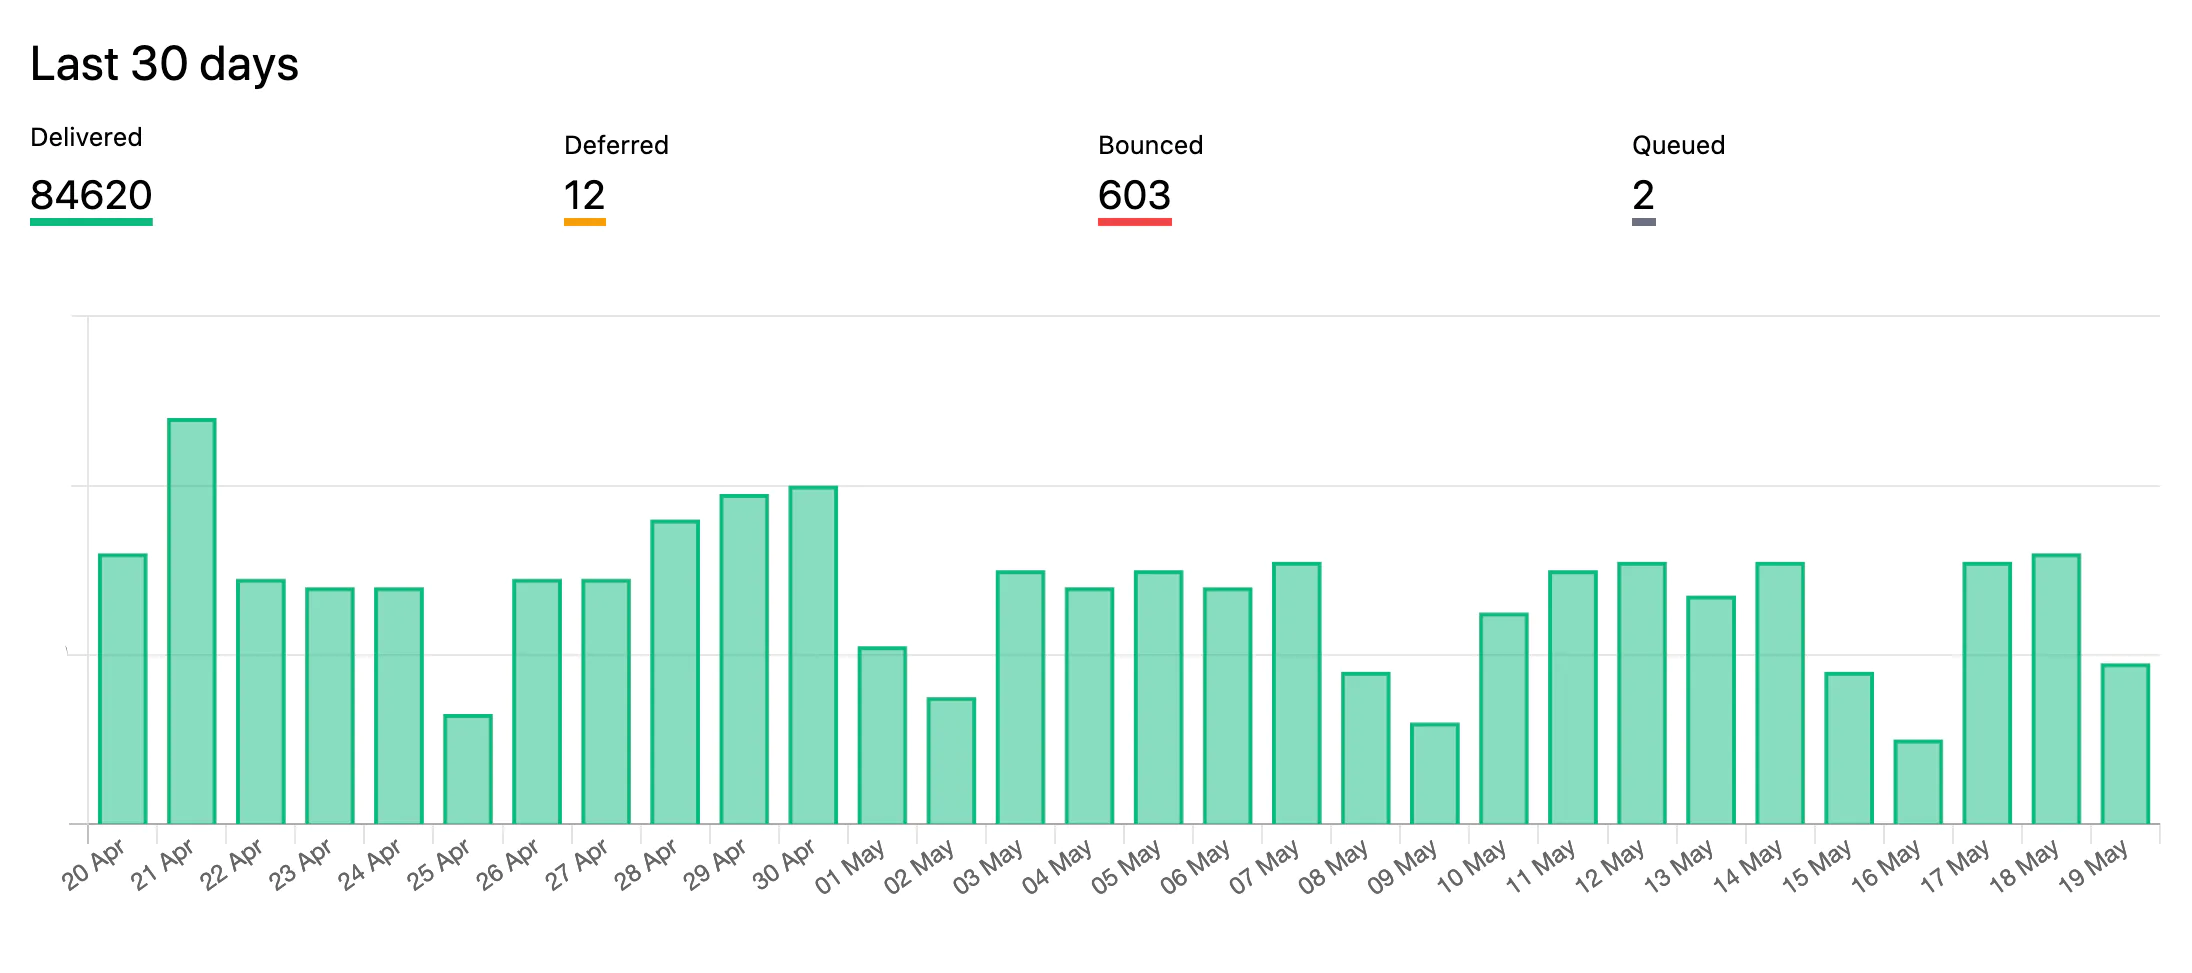 Last 30 days
Delivered
Deferred
Bounced
Queued
84620
12
603
2
20 Apr
21 Apr
22 Apr
23 Apr
24 Apr
25 Apr
26 Apr
27 Apr
28 Apr
29 Apr
30 Apr
01 May
02 May
03 May
04 May
05 May
06 May
07 May
08 May
09 May
10 May
11 May
12 May
13 May
14 May
15 May
16 May
17 May
18 May
19 May